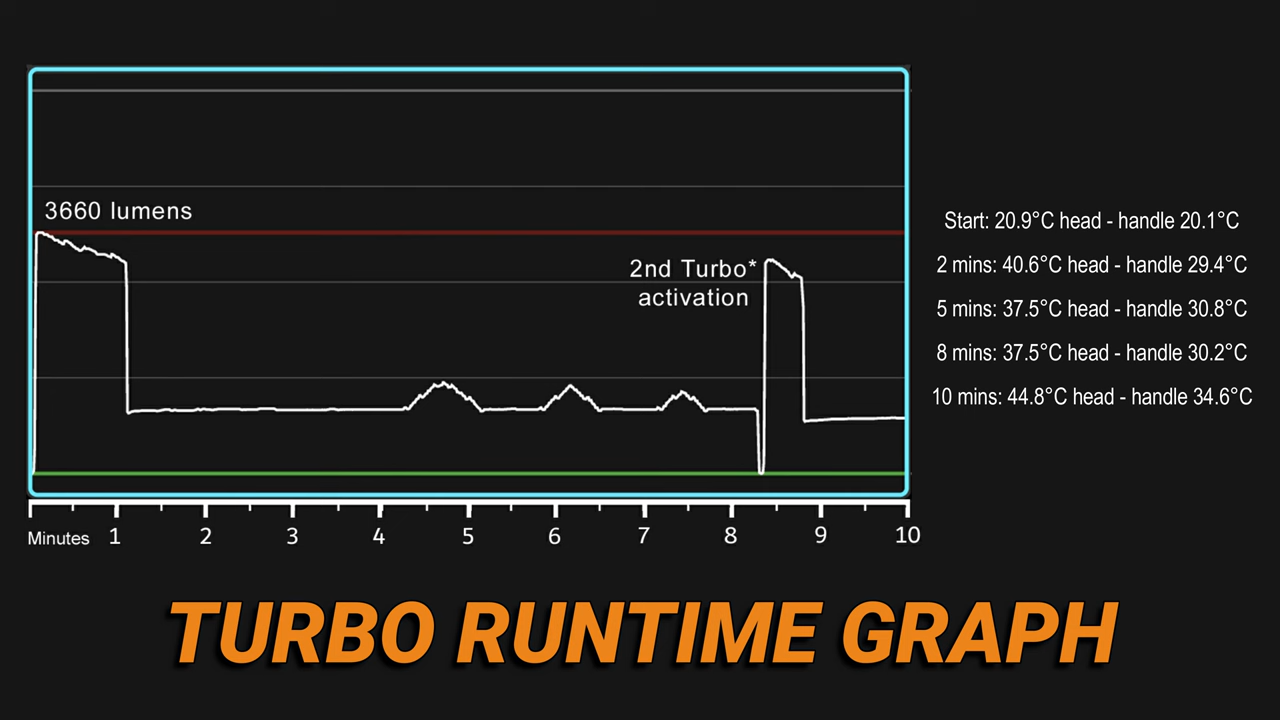 3660 lumens
2nd Turbo*
activation
Start: 20.9°C head - handle 20.1°C
2 mins: 40.6°C head - handle 29.4°C
5 mins: 37.5°C head - handle 30.8°C
8 mins: 37.5°C head - handle 30.2°C
10 mins: 44.8°C head - handle 34.6°C
Minutes 1 2 3 4 5 6 7 8 9 10
TURBO RUNTIME GRAPH